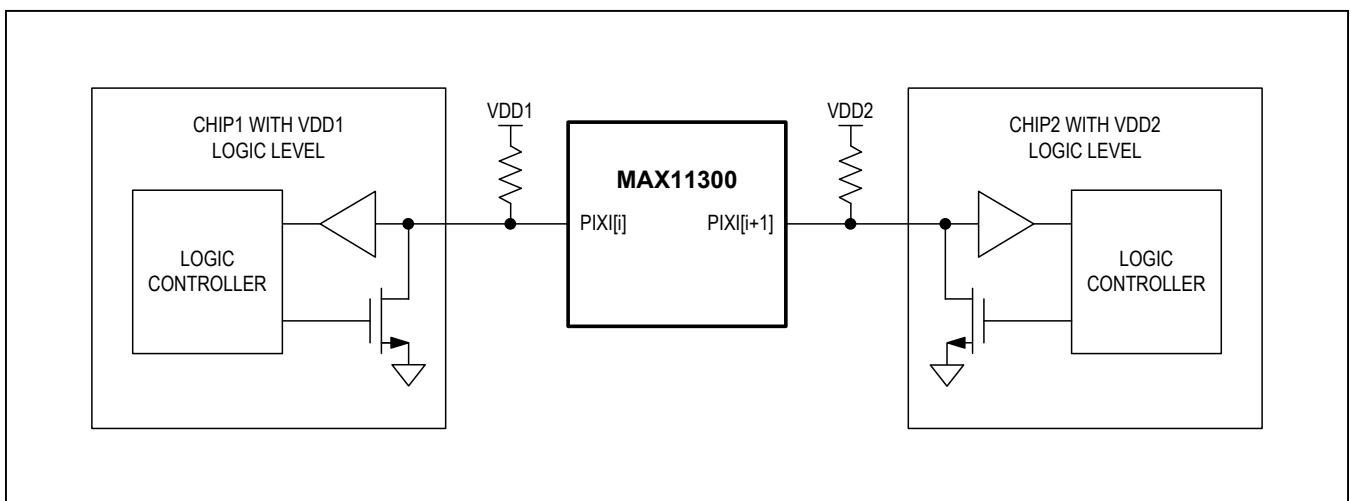 CHIP1 WITH VDD1
LOGIC LEVEL
LOGIC
CONTROLLER
VDD1
MAX11300
PIXI[i]
PIXI[i+1]
VDD2
CHIP2 WITH VDD2
LOGIC LEVEL
LOGIC
CONTROLLER